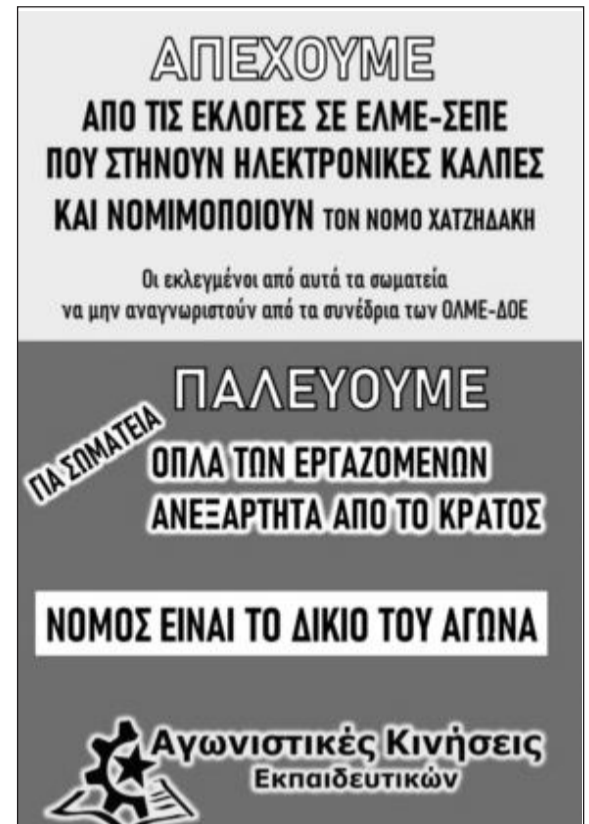 ΑΠΕΧΟΥΜΕ
ΑΠΟ ΤΙΣ ΕΚΛΟΓΕΣ ΣΕ ΕΛΜΕ-ΣΕΠΕ
ΠΟΥ ΣΤΗΝΟΥΝ ΗΛΕΚΤΡΟΝΙΚΕΣ ΚΑΛΠΕΣ
ΚΑΙ ΝΟΜΙΜΟΠΟΙΟΥΝ ΤΟΝ ΝΟΜΟ ΧΑΤΖΗΔΑΚΗ
Οι εκλεγμένοι από αυτά τα σωματεία
να μην αναγνωριστούν από τα συνέδρια των ΟΛΜΕ-ΔΟΕ
ΠΑΛΕΥΟΥΜΕ
ΓΙΑ ΣΩΜΑΤΕΙΑ
ΟΠΛΑ ΤΩΝ ΕΡΓΑΖΟΜΕΝΩΝ
ΑΝΕΞΑΡΤΗΤΑ ΑΠΟ ΤΟ ΚΡΑΤΟΣ
ΝΟΜΟΣ ΕΙΝΑΙ ΤΟ ΔΙΚΙΟ ΤΟΥ ΑΓΩΝΑ
Αγωνιστικές Κινήσεις
Εκπαιδευτικών